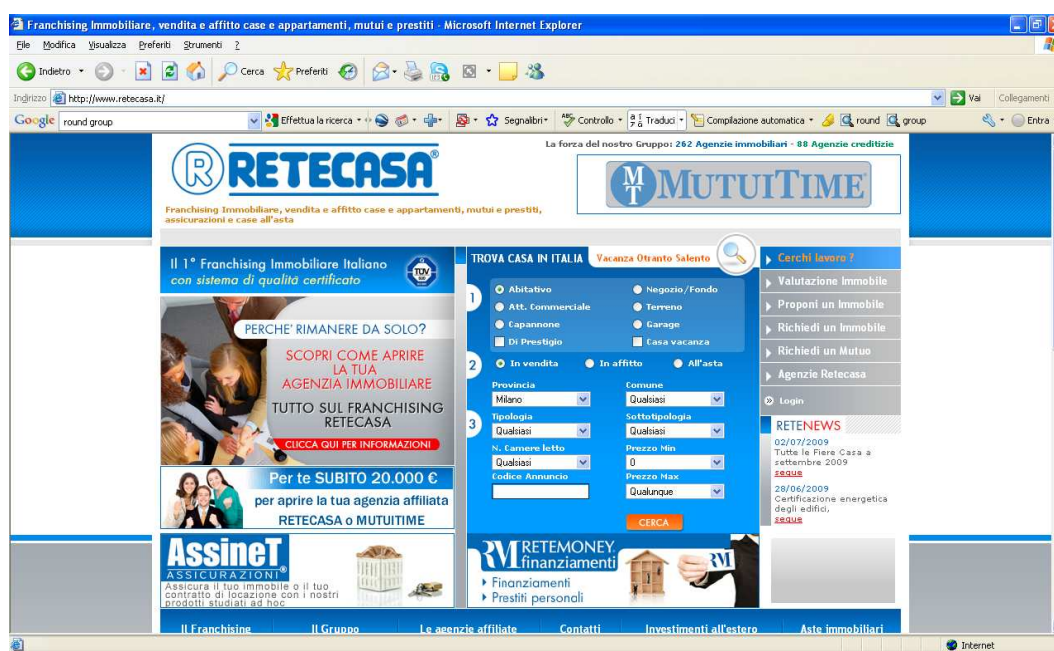 Franchising Immobiliare, vendita e affitto case e appartamenti, mutui e prestiti - Microsoft Internet Explorer
File Modifica Visualizza Preferiti Strumenti ?
Indietro Cerca Preferiti
Indirizzo http://www.retecasa.it/ Vai Collegamenti
Google round group Effettua la ricerca Segnalibri ABC Controllo Traduci Compilazione automatica round group Entra
La forza del nostro Gruppo: 262 Agenzie immobiliari - 88 Agenzie creditizie
R RETECASA®
MT MUTUITIME
Franchising Immobiliare, vendita e affitto case e appartamenti, mutui e prestiti,
assicurazioni e case all'asta
Il 1° Franchising Immobiliare Italiano
con sistema di qualità certificato
TÜV
PERCHE' RIMANERE DA SOLO?
SCOPRI COME APRIRE
LA TUA
AGENZIA IMMOBILIARE
TUTTO SUL FRANCHISING
RETECASA
CLICCA QUI PER INFORMAZIONI
Per te SUBITO 20.000 €
per aprire la tua agenzia affiliata
RETECASA o MUTUITIME
AssineT
ASSICURAZIONI®
Assicura il tuo immobile o il tuo
contratto di locazione con i nostri
prodotti studiati ad hoc
TROVA CASA IN ITALIA Vacanza Otranto Salento
1
Abitativo Negozio/Fondo
Att. Commerciale Terreno
Capannone Garage
Di Prestigio Casa vacanza
2 In vendita In affitto All'asta
Provincia Comune
Milano Qualsiasi
3
Tipologia Sottotipologia
Qualsiasi Qualsiasi
N. Camere letto Prezzo Min
Qualsiasi 0
Codice Annuncio Prezzo Max
Qualunque
CERCA
RM RETEMONEY
finanziamenti
RM
Finanziamenti
Prestiti personali
Cerchi lavoro ?
Valutazione Immobile
Proponi un Immobile
Richiedi un Immobile
Richiedi un Mutuo
Agenzie Retecasa
Login
RETENEWS
02/07/2009
Tutte le Fiere Casa a
settembre 2009
segue
28/06/2009
Certificazione energetica
degli edifici,
segue
Il Franchising Il Gruppo Le agenzie affiliate Contatti Investimenti all'estero Aste immobiliari
Internet